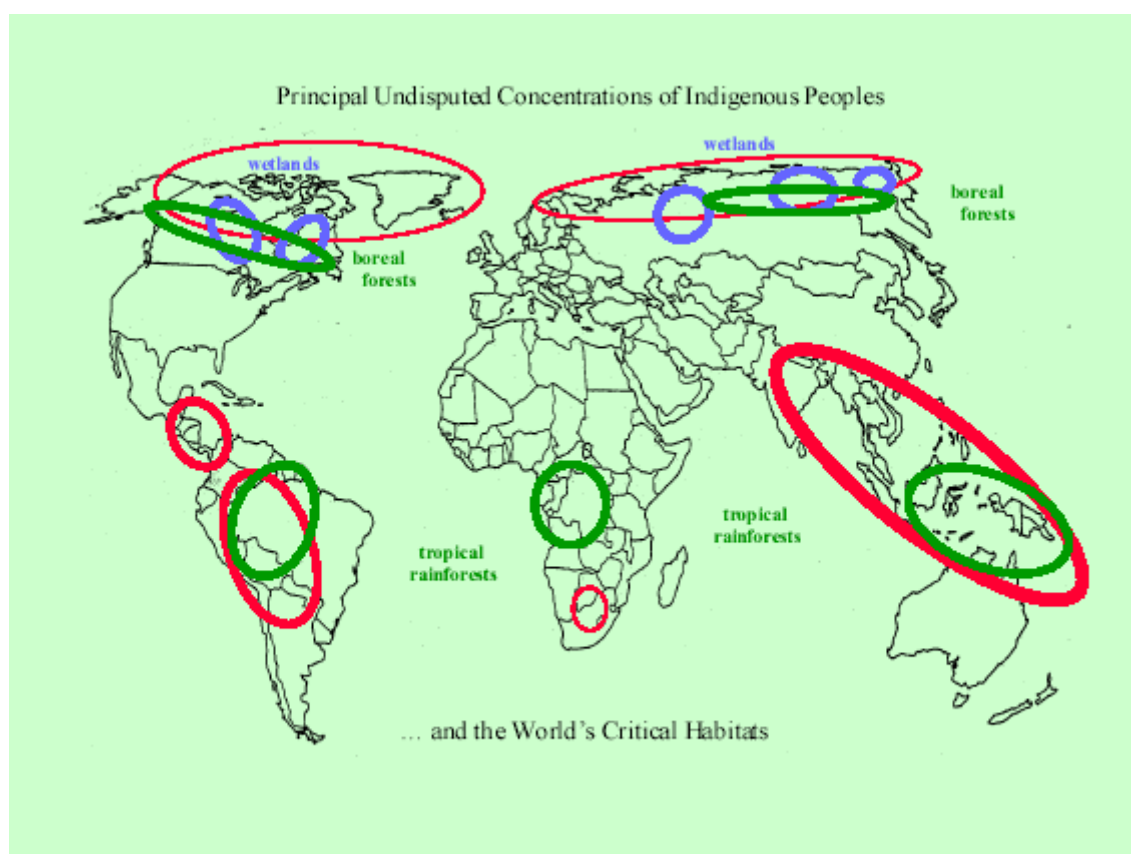 Principal Undisputed Concentrations of Indigenous Peoples
wetlands
wetlands
boreal
forests
boreal
forests
tropical
rainforests
tropical
rainforests
… and the World's Critical Habitats